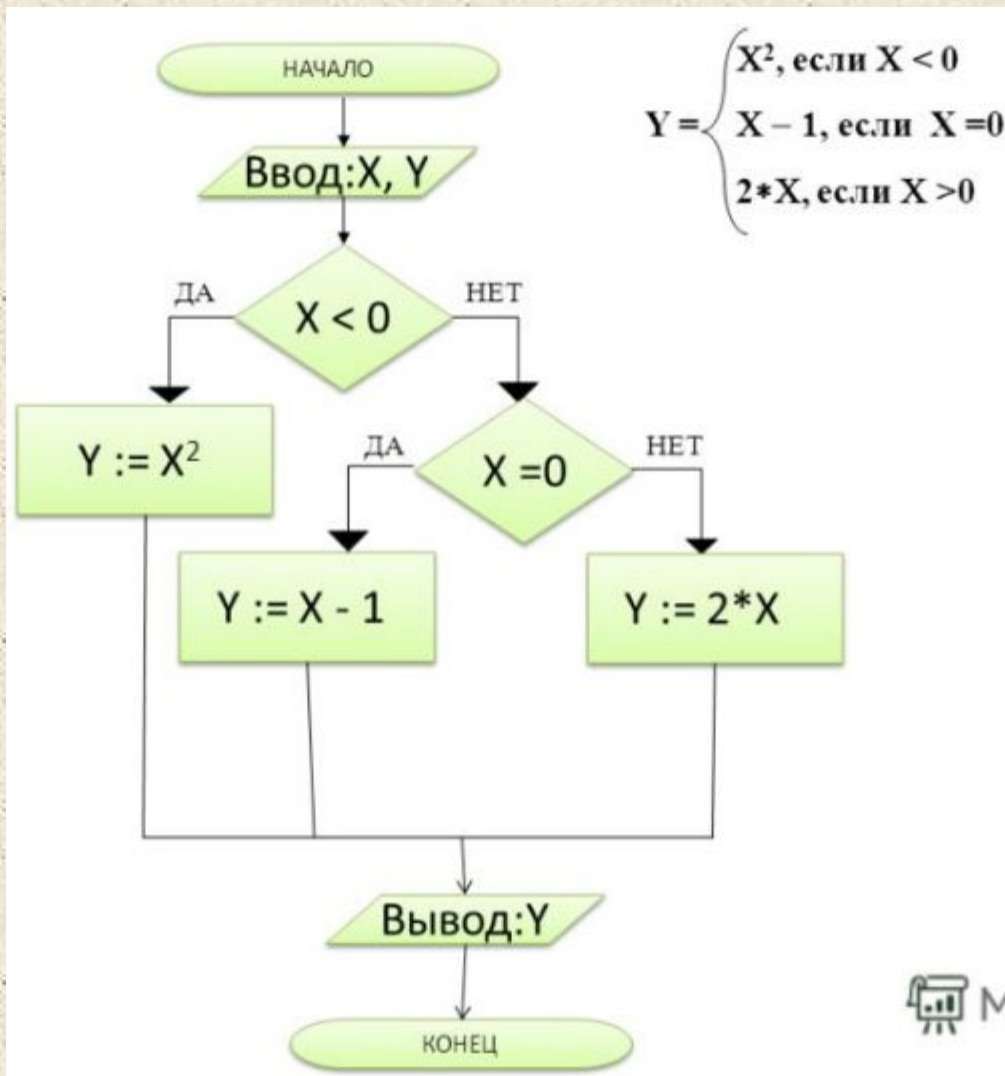 НАЧАЛО
Ввод:X, Y
Y =
X², если X < 0
X – 1, если X =0
2*X, если X >0
ДА
X < 0
НЕТ
Y := X²
ДА
X =0
НЕТ
Y := X - 1
Y := 2*X
Вывод:Y
КОНЕЦ